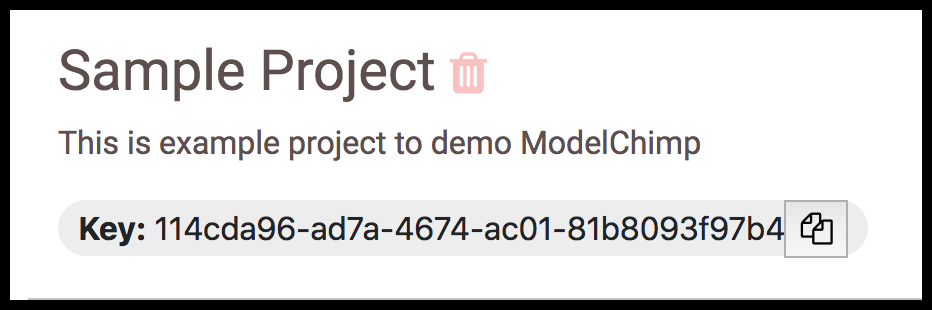 Sample Project
This is example project to demo ModelChimp
Key: 114cda96-ad7a-4674-ac01-81b8093f97b4